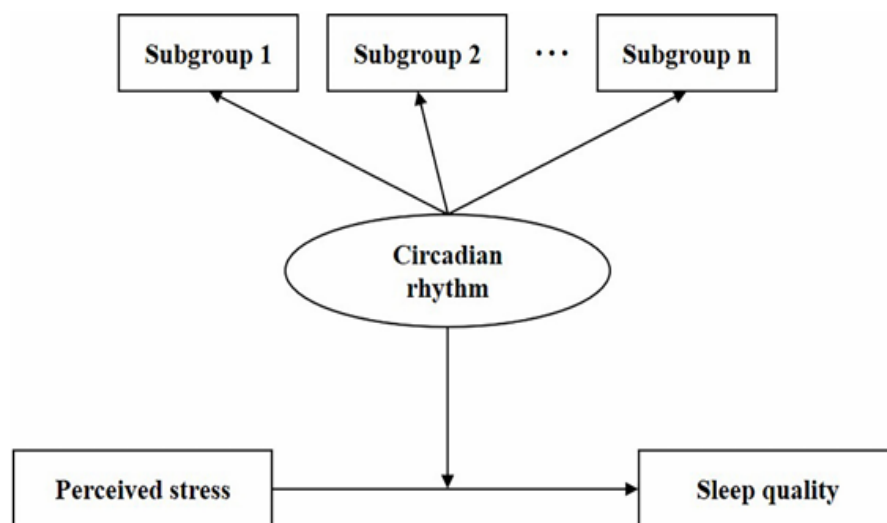 Subgroup 1
Subgroup 2
...
Subgroup n
Circadian
rhythm
Perceived stress
Sleep quality